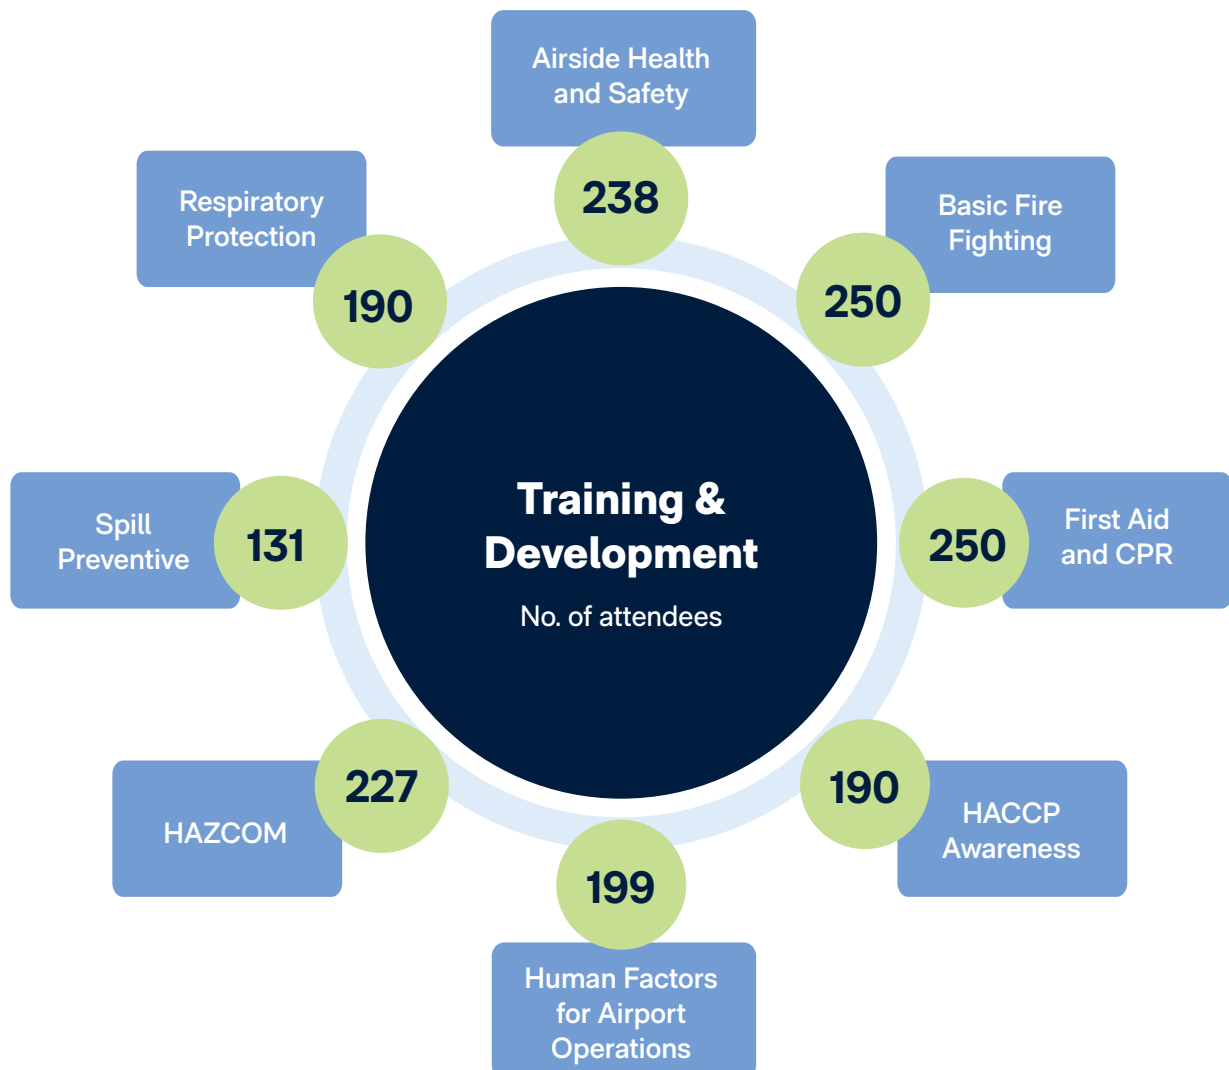 Airside Health
and Safety
238
Respiratory
Protection
190
Basic Fire
Fighting
250
Training &
Development
No. of attendees
Spill
Preventive
131
First Aid
and CPR
250
HAZCOM
227
HACCP
Awareness
190
199
Human Factors
for Airport
Operations